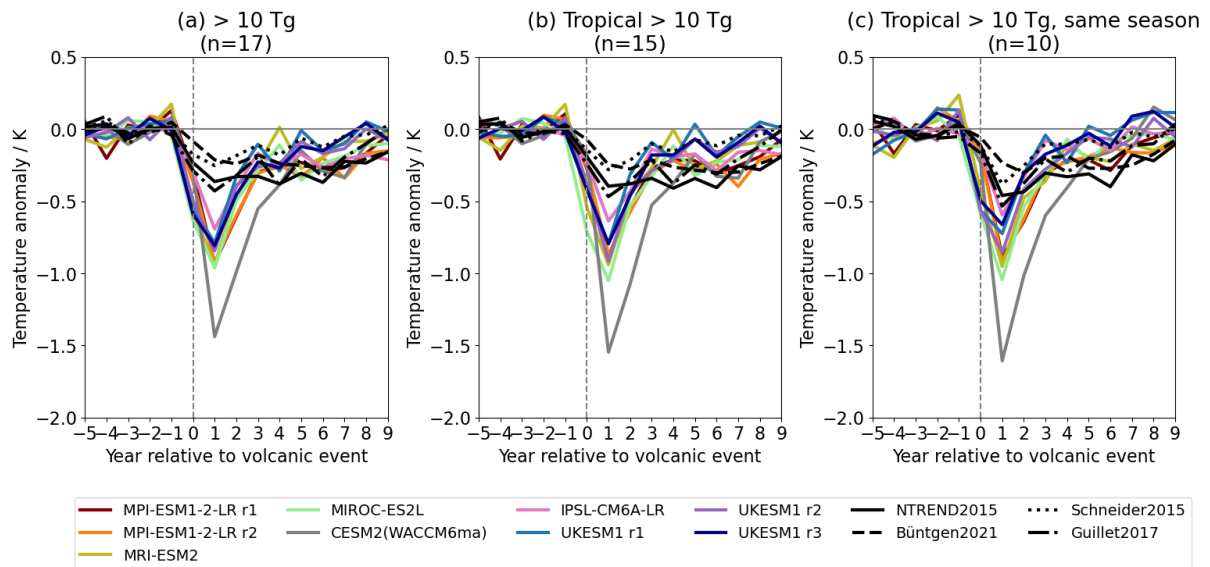 (a) > 10 Tg
(n=17)
(b) Tropical > 10 Tg
(n=15)
(c) Tropical > 10 Tg, same season
(n=10)
Temperature anomaly / K
0.5
0.0
−0.5
−1.0
−1.5
−2.0
−5 −4 −3 −2 −1 0 1 2 3 4 5 6 7 8 9
Year relative to volcanic event
Temperature anomaly / K
0.5
0.0
−0.5
−1.0
−1.5
−2.0
−5 −4 −3 −2 −1 0 1 2 3 4 5 6 7 8 9
Year relative to volcanic event
Temperature anomaly / K
0.5
0.0
−0.5
−1.0
−1.5
−2.0
−5 −4 −3 −2 −1 0 1 2 3 4 5 6 7 8 9
Year relative to volcanic event
MPI-ESM1-2-LR r1
MPI-ESM1-2-LR r2
MRI-ESM2
MIROC-ES2L
CESM2(WACCM6ma)
IPSL-CM6A-LR
UKESM1 r1
UKESM1 r2
UKESM1 r3
NTREND2015
Büntgen2021
Schneider2015
Guillet2017